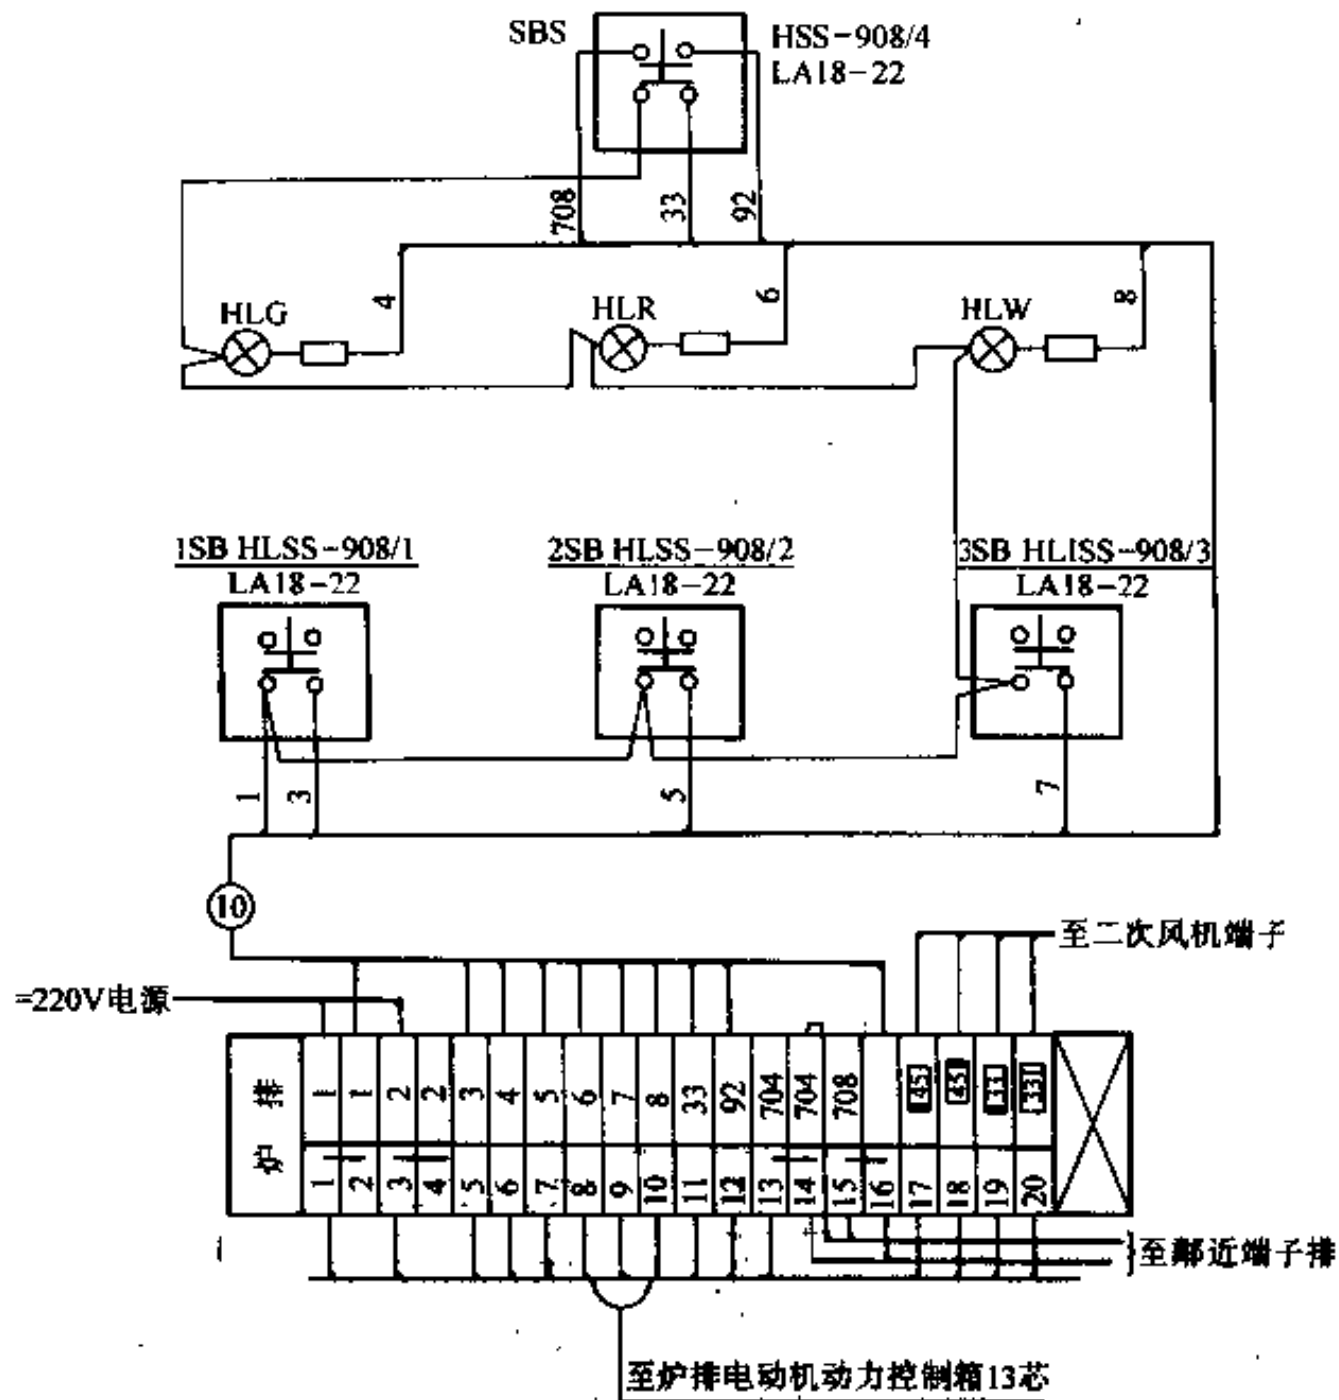 SBS
HSS-908/4
LA18-22
708
33
92
4
6
8
HLG
HLR
HLW
1SB HLSS-908/1
LA18-22
2SB HLSS-908/2
LA18-22
3SB HLISS-908/3
LA18-22
1
3
5
7
10
至二次风机端子
=220V电源
炉排
1 1 2 2 3 4 5 6 7 8 33 92 704 704 708 45 45 33 331
1 2 3 4 5 6 7 8 9 10 11 12 13 14 15 16 17 18 19 20
至鄰近端子排
至炉排电动机动力控制箱13芯